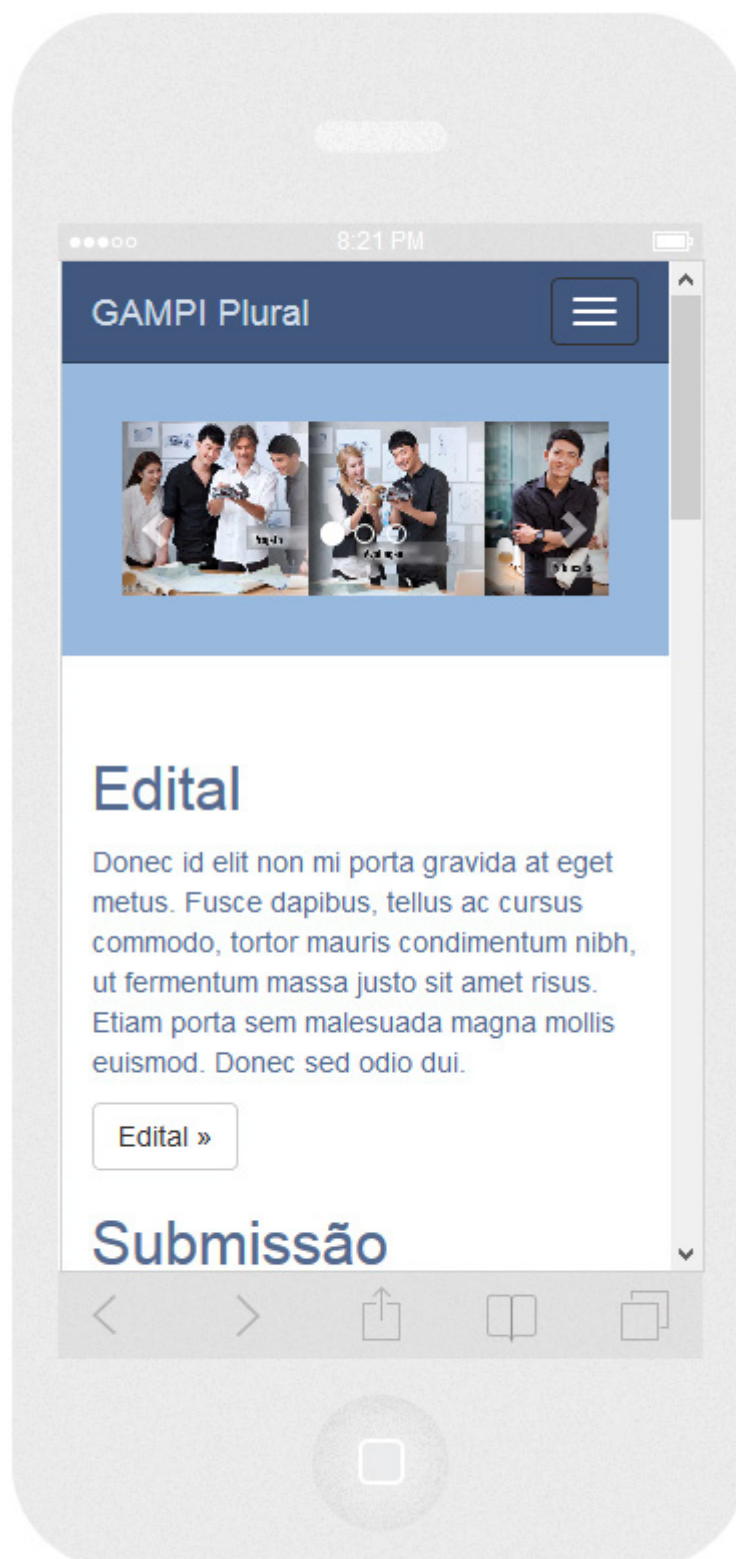 8:21 PM
GAMPI Plural
Edital
Donec id elit non mi porta gravida at eget
metus. Fusce dapibus, tellus ac cursus
commodo, tortor mauris condimentum nibh,
ut fermentum massa justo sit amet risus.
Etiam porta sem malesuada magna mollis
euismod. Donec sed odio dui.
Edital »
Submissão